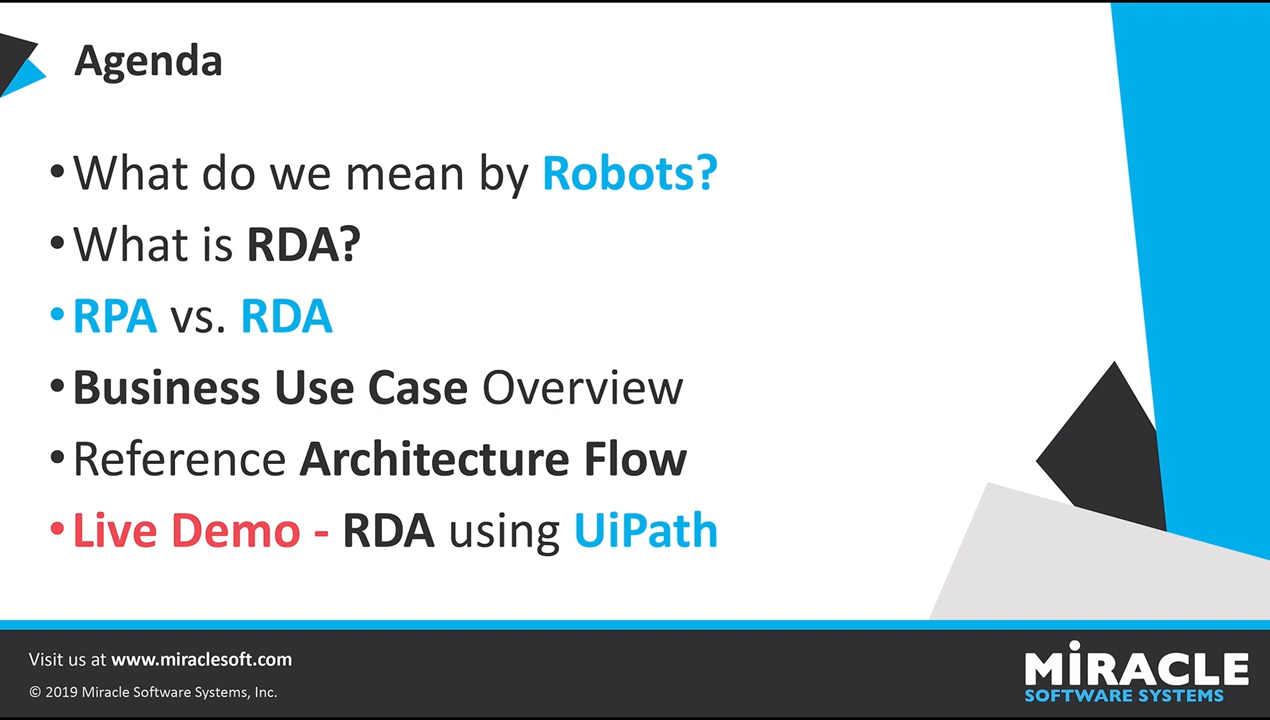 Agenda
•What do we mean by Robots?
•What is RDA?
•RPA vs. RDA
•Business Use Case Overview
•Reference Architecture Flow
•Live Demo - RDA using UiPath
Visit us at www.miraclesoft.com
© 2019 Miracle Software Systems, Inc.
MiRACLE
SOFTWARE SYSTEMS